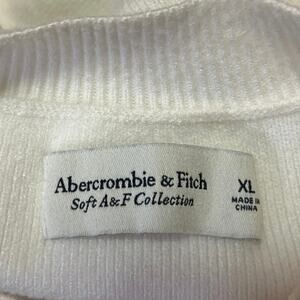 Abercrombie & Fitch
Soft A&F Collection
XL
MADE IN
CHINA